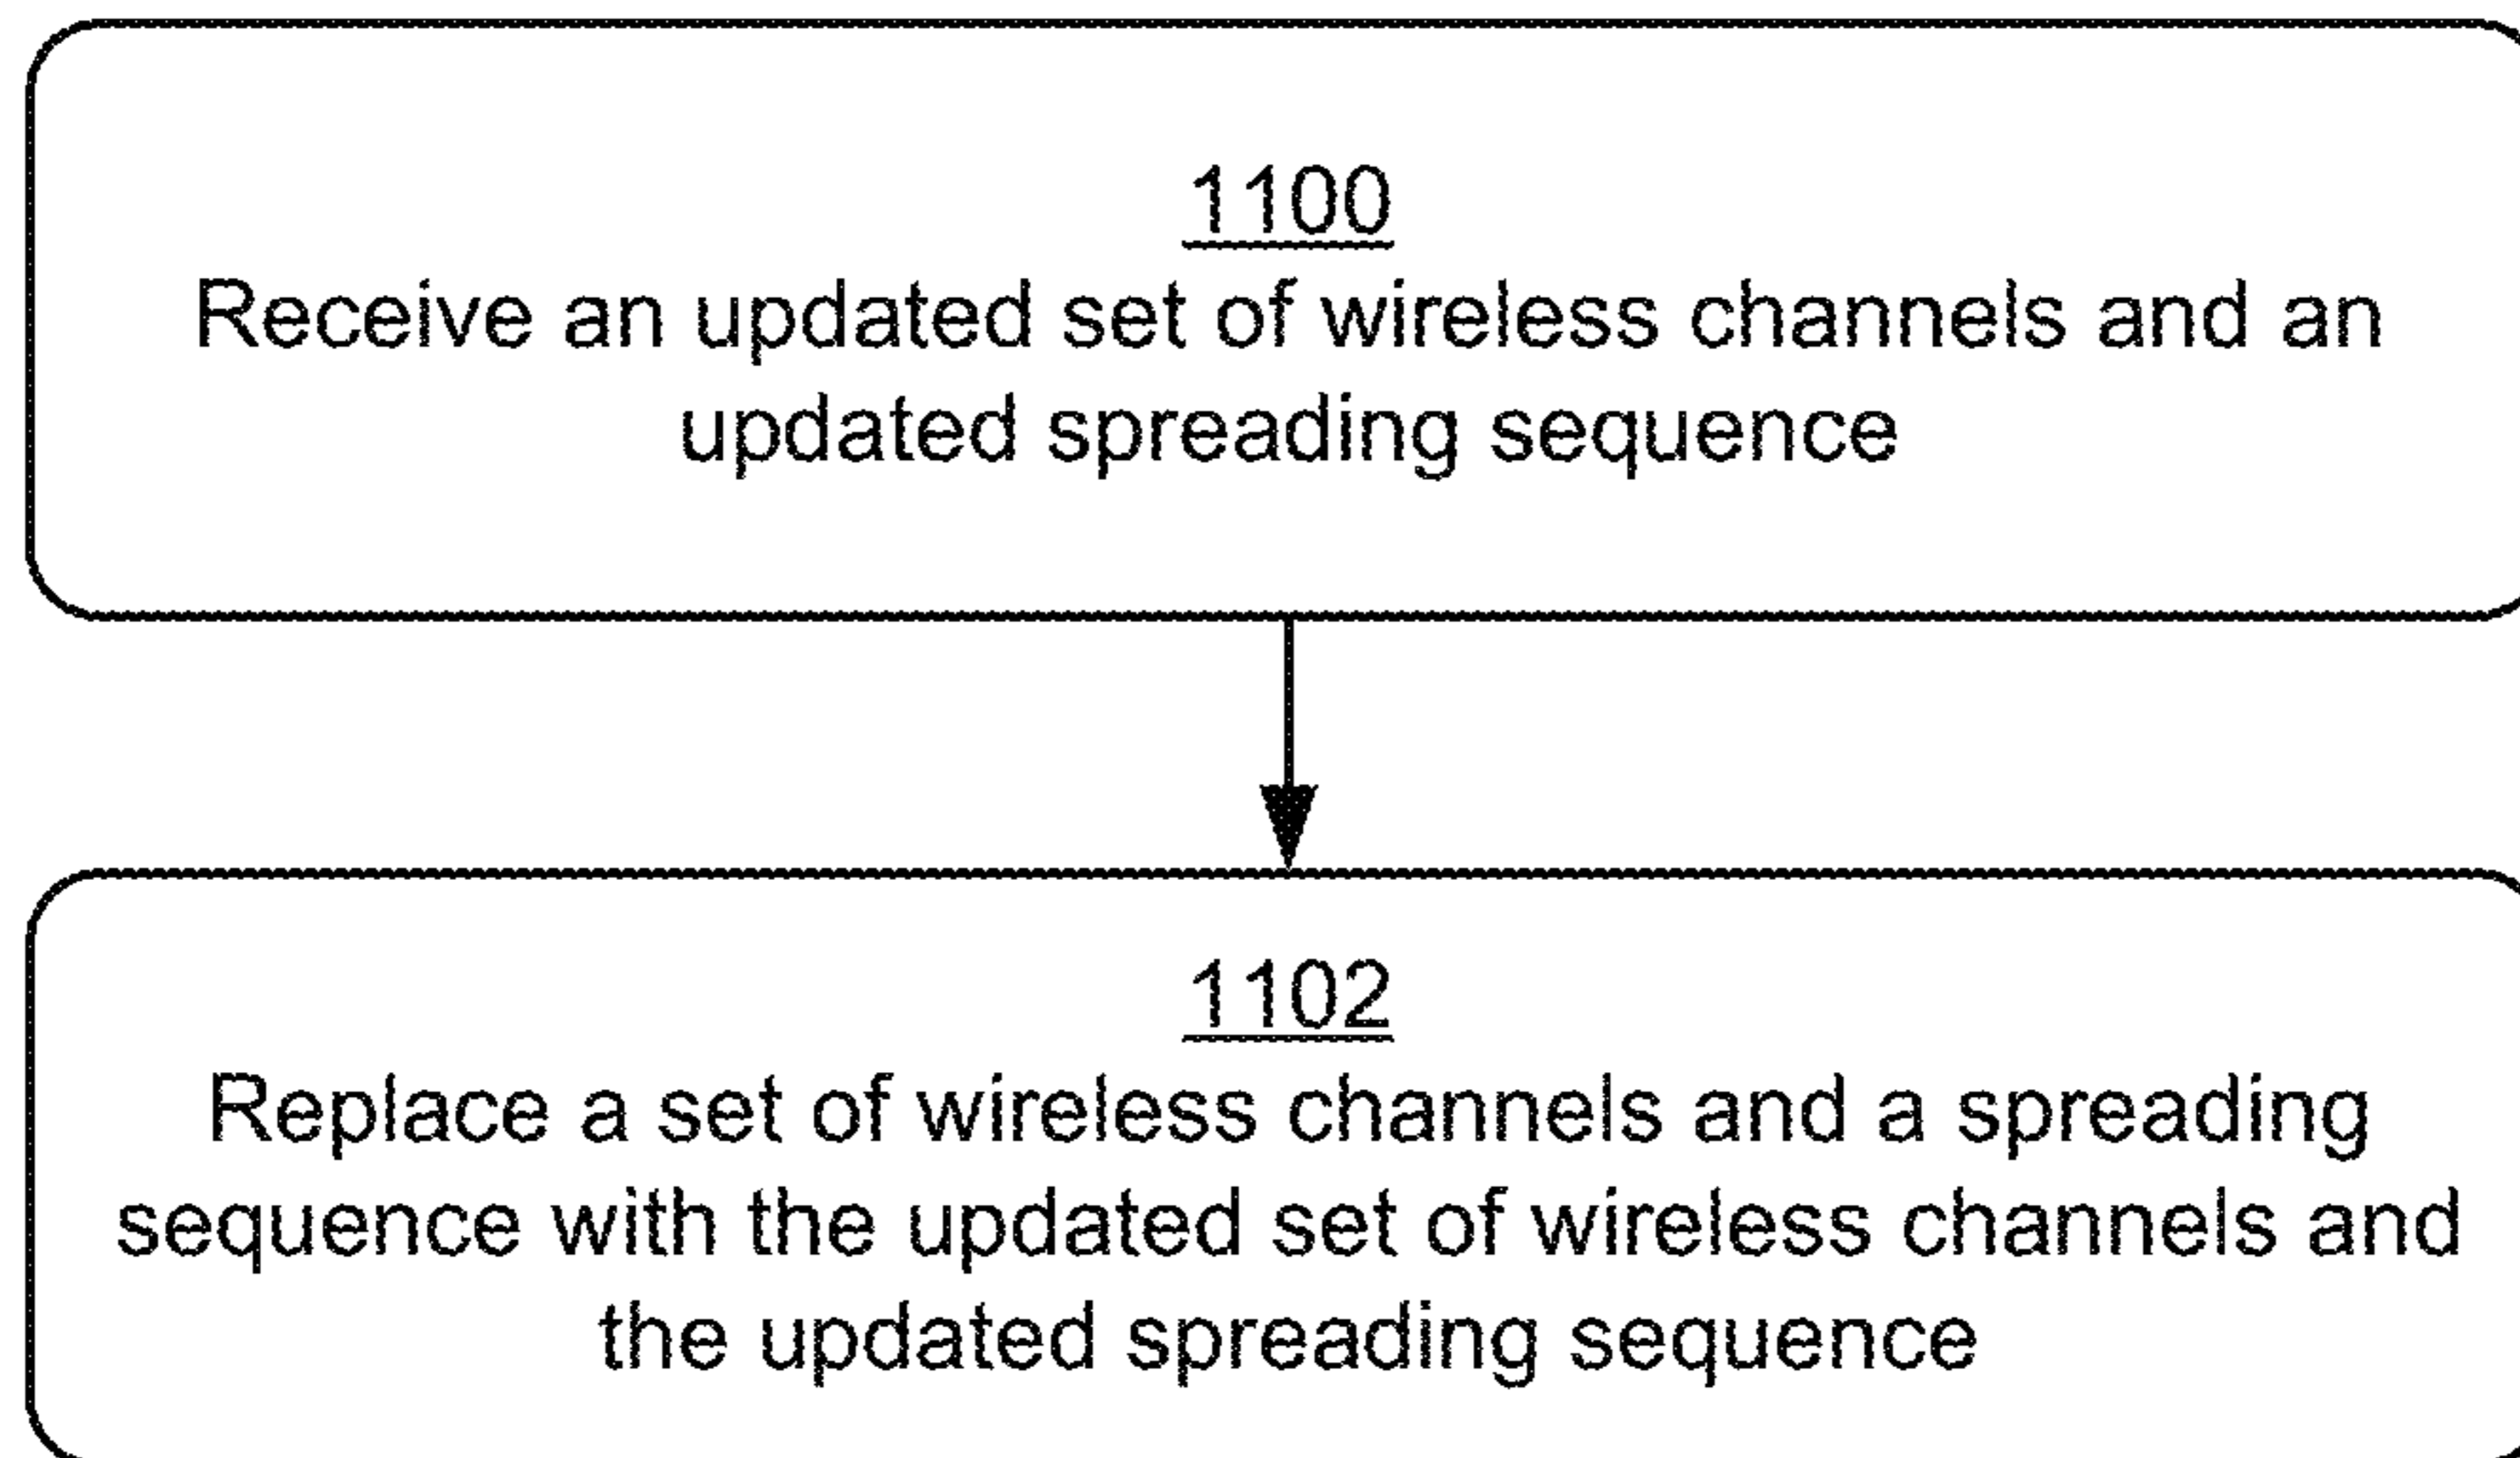 1100
Receive an updated set of wireless channels and an
updated spreading sequence
1102
Replace a set of wireless channels and a spreading
sequence with the updated set of wireless channels and
the updated spreading sequence